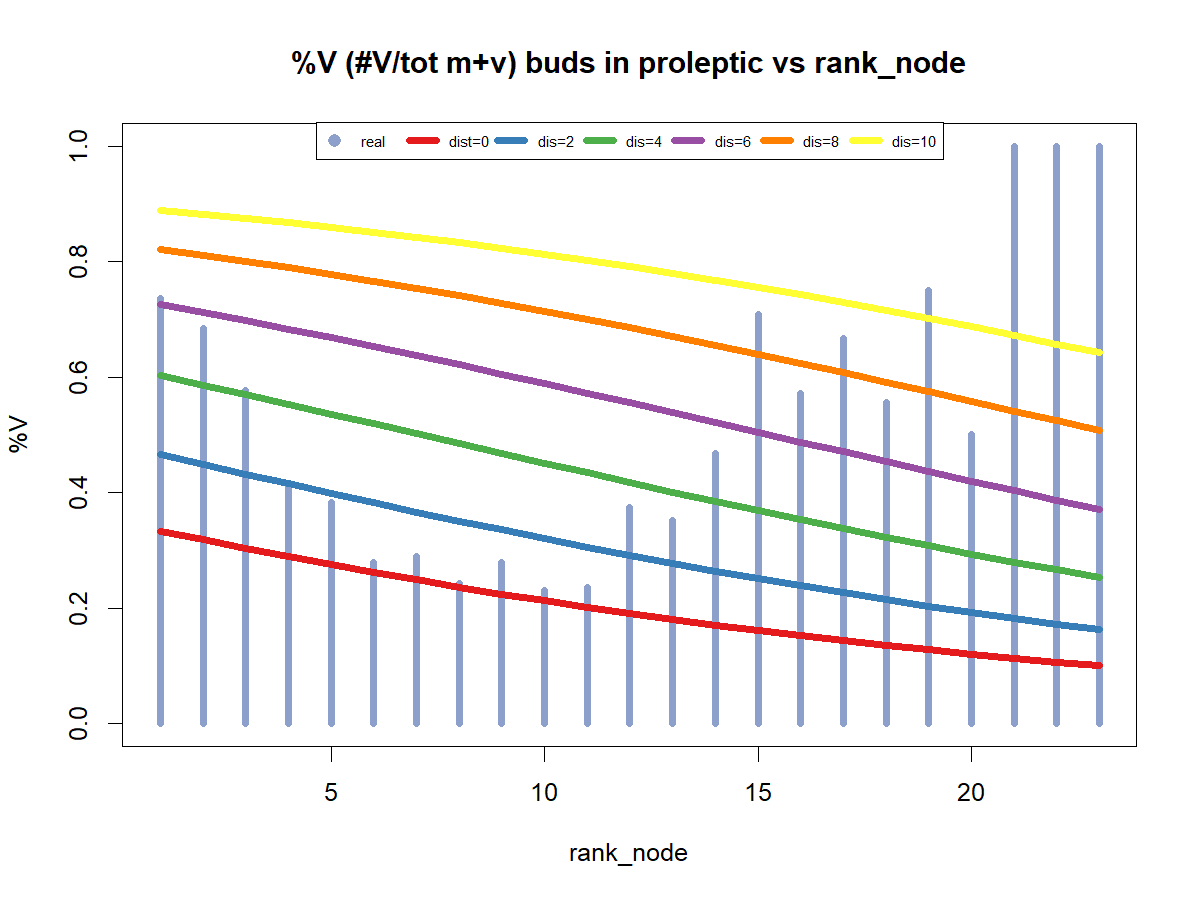 %V (#V/tot m+v) buds in proleptic vs rank_node
real dist=0 dis=2 dis=4 dis=6 dis=8 dis=10
1.0
0.8
0.6
0.4
0.2
0.0
%V
5 10 15 20
rank_node